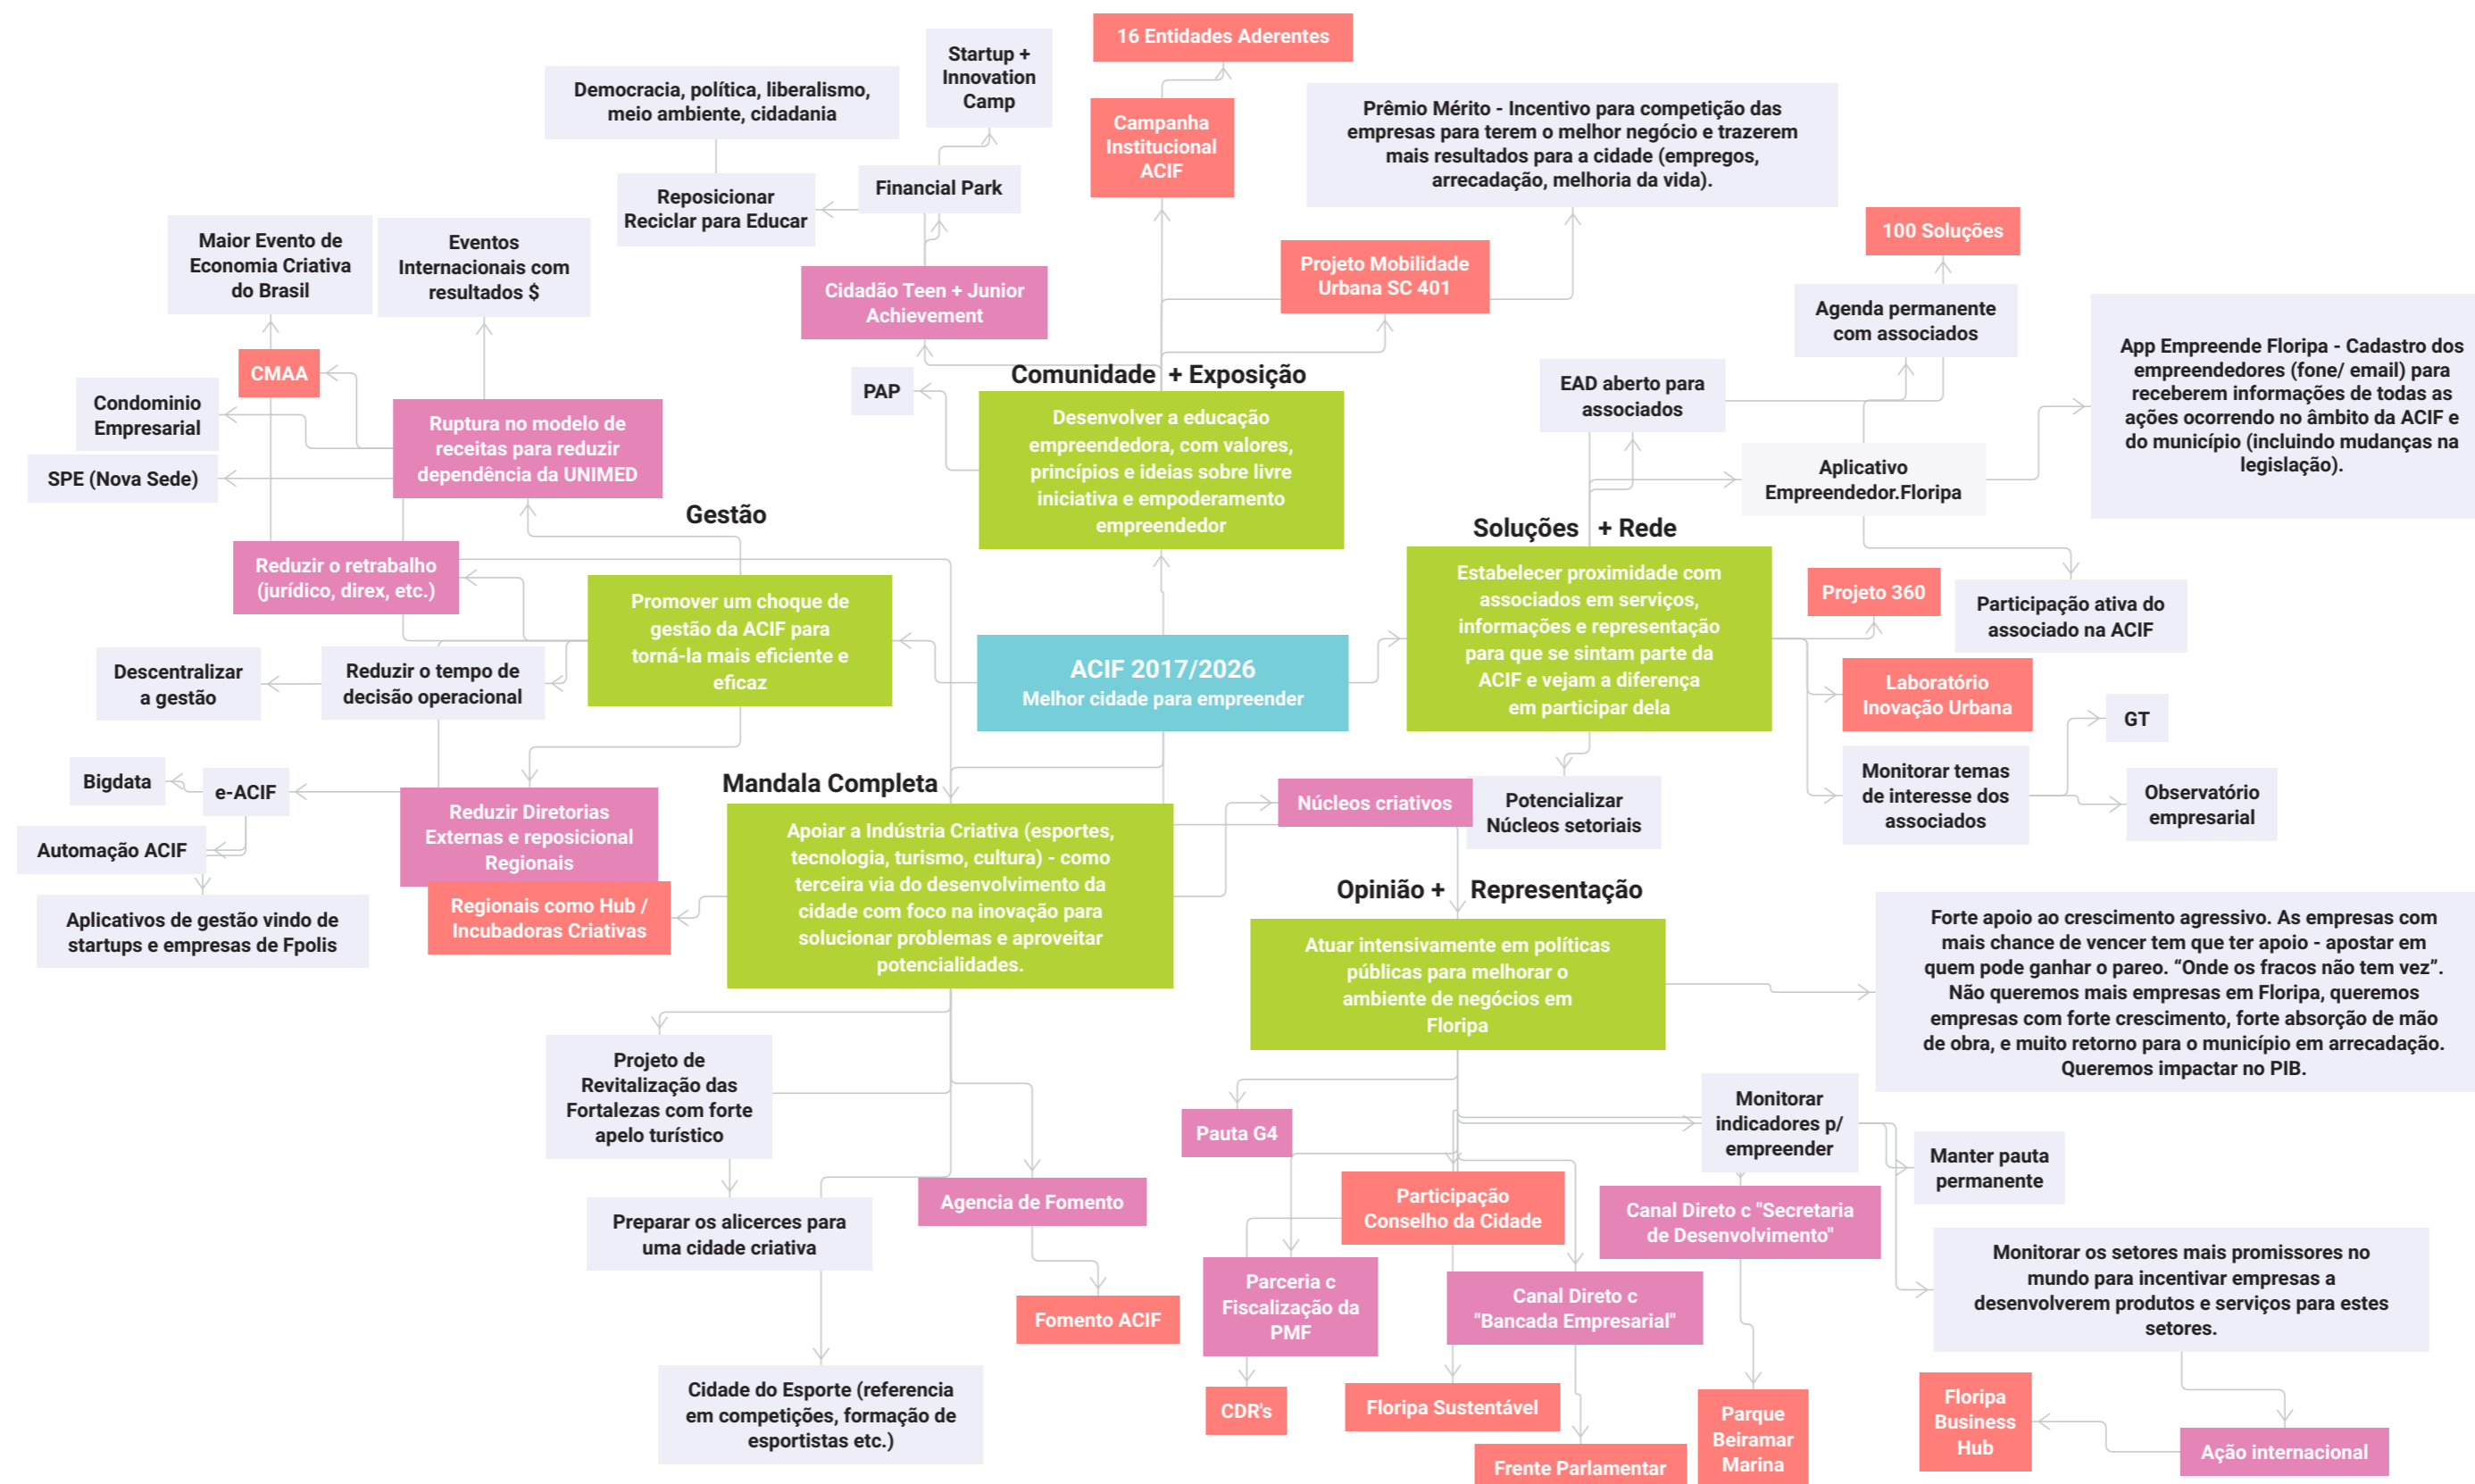 16 Entidades Aderentes
Startup +
Innovation
Camp
Democracia, política, liberalismo,
meio ambiente, cidadania
Campanha
Institucional
ACIF
Prêmio Mérito - Incentivo para competição das
empresas para terem o melhor negócio e trazerem
mais resultados para a cidade (empregos,
arrecadação, melhoria da vida).
Reposicionar
Reciclar para Educar
Financial Park
Maior Evento de
Economia Criativa
do Brasil
Eventos
Internacionais com
resultados $
100 Soluções
Projeto Mobilidade
Urbana SC 401
Cidadão Teen + Junior
Achievement
Agenda permanente
com associados
App Empreende Floripa - Cadastro dos
empreendedores (fone/ email) para
receberem informações de todas as
ações ocorrendo no âmbito da ACIF e
do município (incluindo mudanças na
legislação).
CMAA
Condominio
Empresarial
PAP
Comunidade + Exposição
EAD aberto para
associados
Ruptura no modelo de
receitas para reduzir
dependência da UNIMED
Desenvolver a educação
empreendedora, com valores,
princípios e ideias sobre livre
iniciativa e empoderamento
empreendedor
SPE (Nova Sede)
Aplicativo
Empreendedor.Floripa
Gestão
Soluções + Rede
Reduzir o retrabalho
(jurídico, direx, etc.)
Promover um choque de
gestão da ACIF para
torná-la mais eficiente e
eficaz
Estabelecer proximidade com
associados em serviços,
informações e representação
para que se sintam parte da
ACIF e vejam a diferença
em participar dela
Projeto 360
Participação ativa do
associado na ACIF
ACIF 2017/2026
Melhor cidade para empreender
Descentralizar
a gestão
Reduzir o tempo de
decisão operacional
Laboratório
Inovação Urbana
GT
Bigdata
e-ACIF
Mandala Completa
Núcleos criativos
Potencializar
Núcleos setoriais
Monitorar temas
de interesse dos
associados
Observatório
empresarial
Reduzir Diretorias
Externas e reposicional
Regionais
Automação ACIF
Apoiar a Indústria Criativa (esportes,
tecnologia, turismo, cultura) - como
terceira via do desenvolvimento da
cidade com foco na inovação para
solucionar problemas e aproveitar
potencialidades.
Aplicativos de gestão vindo de
startups e empresas de Fpolis
Regionais como Hub /
Incubadoras Criativas
Opinião + Representação
Atuar intensivamente em políticas
públicas para melhorar o
ambiente de negócios em
Floripa
Forte apoio ao crescimento agressivo. As empresas com
mais chance de vencer tem que ter apoio - apostar em
quem pode ganhar o pareo. “Onde os fracos não tem vez”.
Não queremos mais empresas em Floripa, queremos
empresas com forte crescimento, forte absorção de mão
de obra, e muito retorno para o município em arrecadação.
Queremos impactar no PIB.
Projeto de
Revitalização das
Fortalezas com forte
apelo turístico
Pauta G4
Monitorar
indicadores p/
empreender
Manter pauta
permanente
Preparar os alicerces para
uma cidade criativa
Agencia de Fomento
Participação
Conselho da Cidade
Canal Direto c "Secretaria
de Desenvolvimento"
Monitorar os setores mais promissores no
mundo para incentivar empresas a
desenvolverem produtos e serviços para estes
setores.
Fomento ACIF
Parceria c
Fiscalização da
PMF
Canal Direto c
"Bancada Empresarial"
Cidade do Esporte (referencia
em competições, formação de
esportistas etc.)
CDR's
Floripa Sustentável
Frente Parlamentar
Parque
Beiramar
Marina
Floripa
Business
Hub
Ação internacional